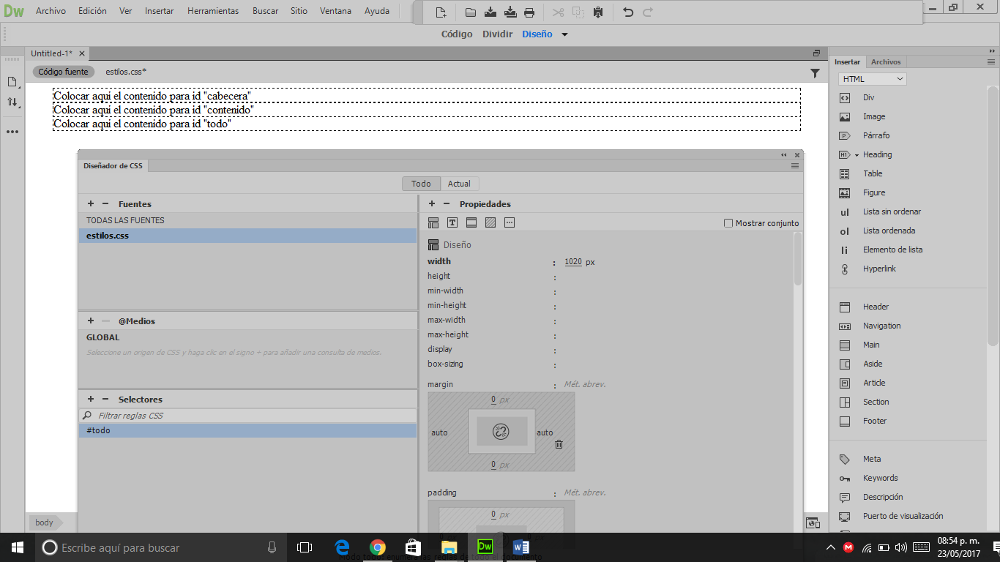 Dw Archivo Edición Ver Insertar Herramientas Buscar Sitio Ventana Ayuda
Código Dividir Diseño
Untitled-1*
Código fuente estilos.css*
Colocar aquí el contenido para id "cabecera"
Colocar aquí el contenido para id "contenido"
Colocar aquí el contenido para id "todo"
Diseñador de CSS
Todo Actual
Fuentes
TODAS LAS FUENTES
estilos.css
@Medios
GLOBAL
Seleccione un origen de CSS y haga clic en el signo + para añadir una consulta de medios.
Selectores
Filtrar reglas CSS
#todo
Propiedades
Mostrar conjunto
Diseño
width : 1020 px
height :
min-width :
min-height :
max-width :
max-height :
display :
box-sizing :
margin : Mét. abrev.
0 px
auto auto
0 px
padding : Mét. abrev.
0 px
body
Insertar Archivos
HTML
Div
Image
P Párrafo
H1 Heading
Table
Figure
ul Lista sin ordenar
ol Lista ordenada
li Elemento de lista
Hyperlink
Header
Navigation
Main
Aside
Article
Section
Footer
Meta
Keywords
Descripción
Puerto de visualización
Escribe aquí para buscar
Dw
08:54 p. m.
23/05/2017